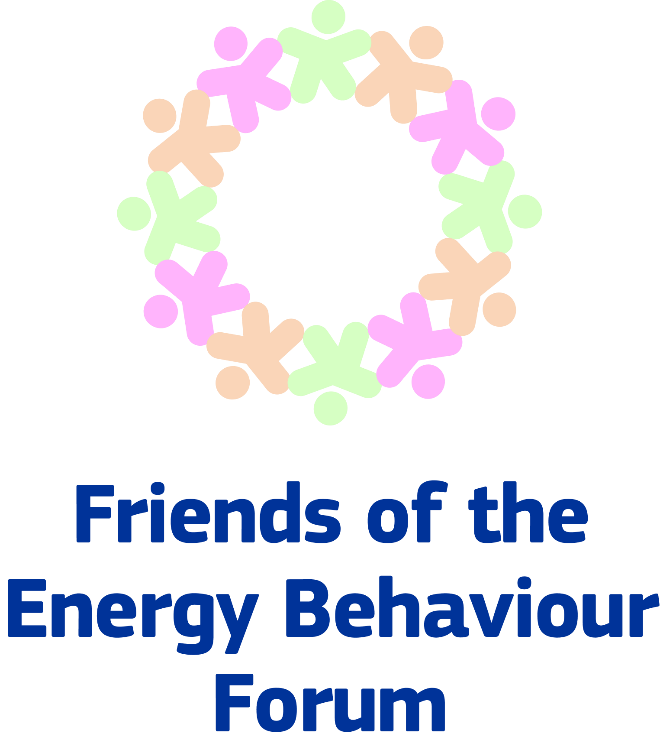 Friends of the
Energy Behaviour
Forum